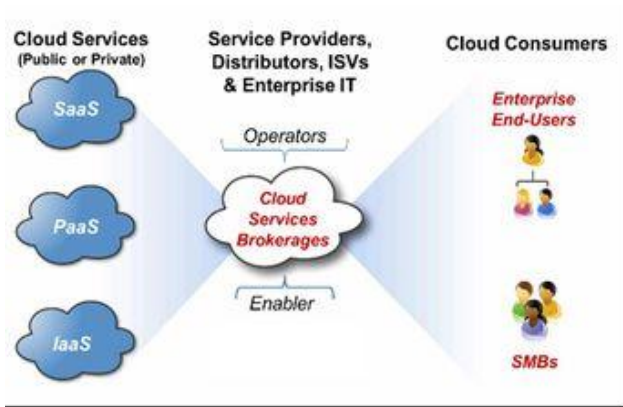 Cloud Services
(Public or Private)
SaaS
PaaS
IaaS
Service Providers,
Distributors, ISVs
& Enterprise IT
Operators
Cloud
Services
Brokerages
Enabler
Cloud Consumers
Enterprise
End-Users
SMBs